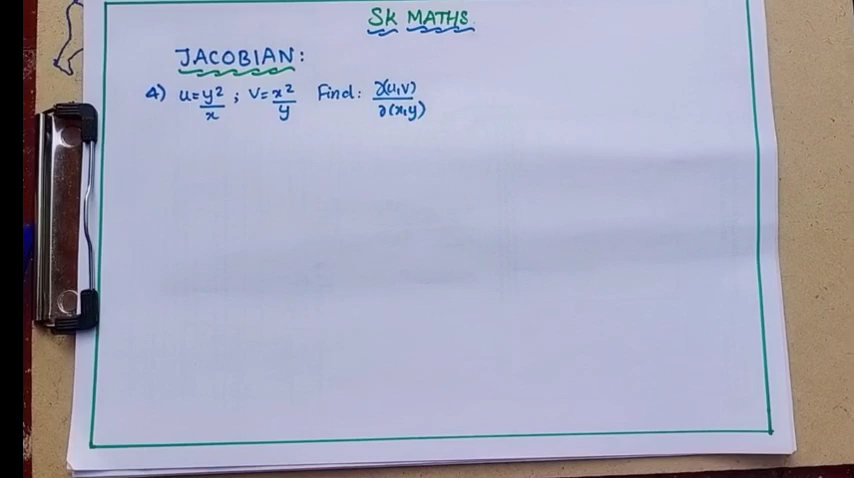 SK MATHS.
JACOBIAN:
4) u=y²/x ; V=x²/y Find: ∂(u,v)/∂(x,y)